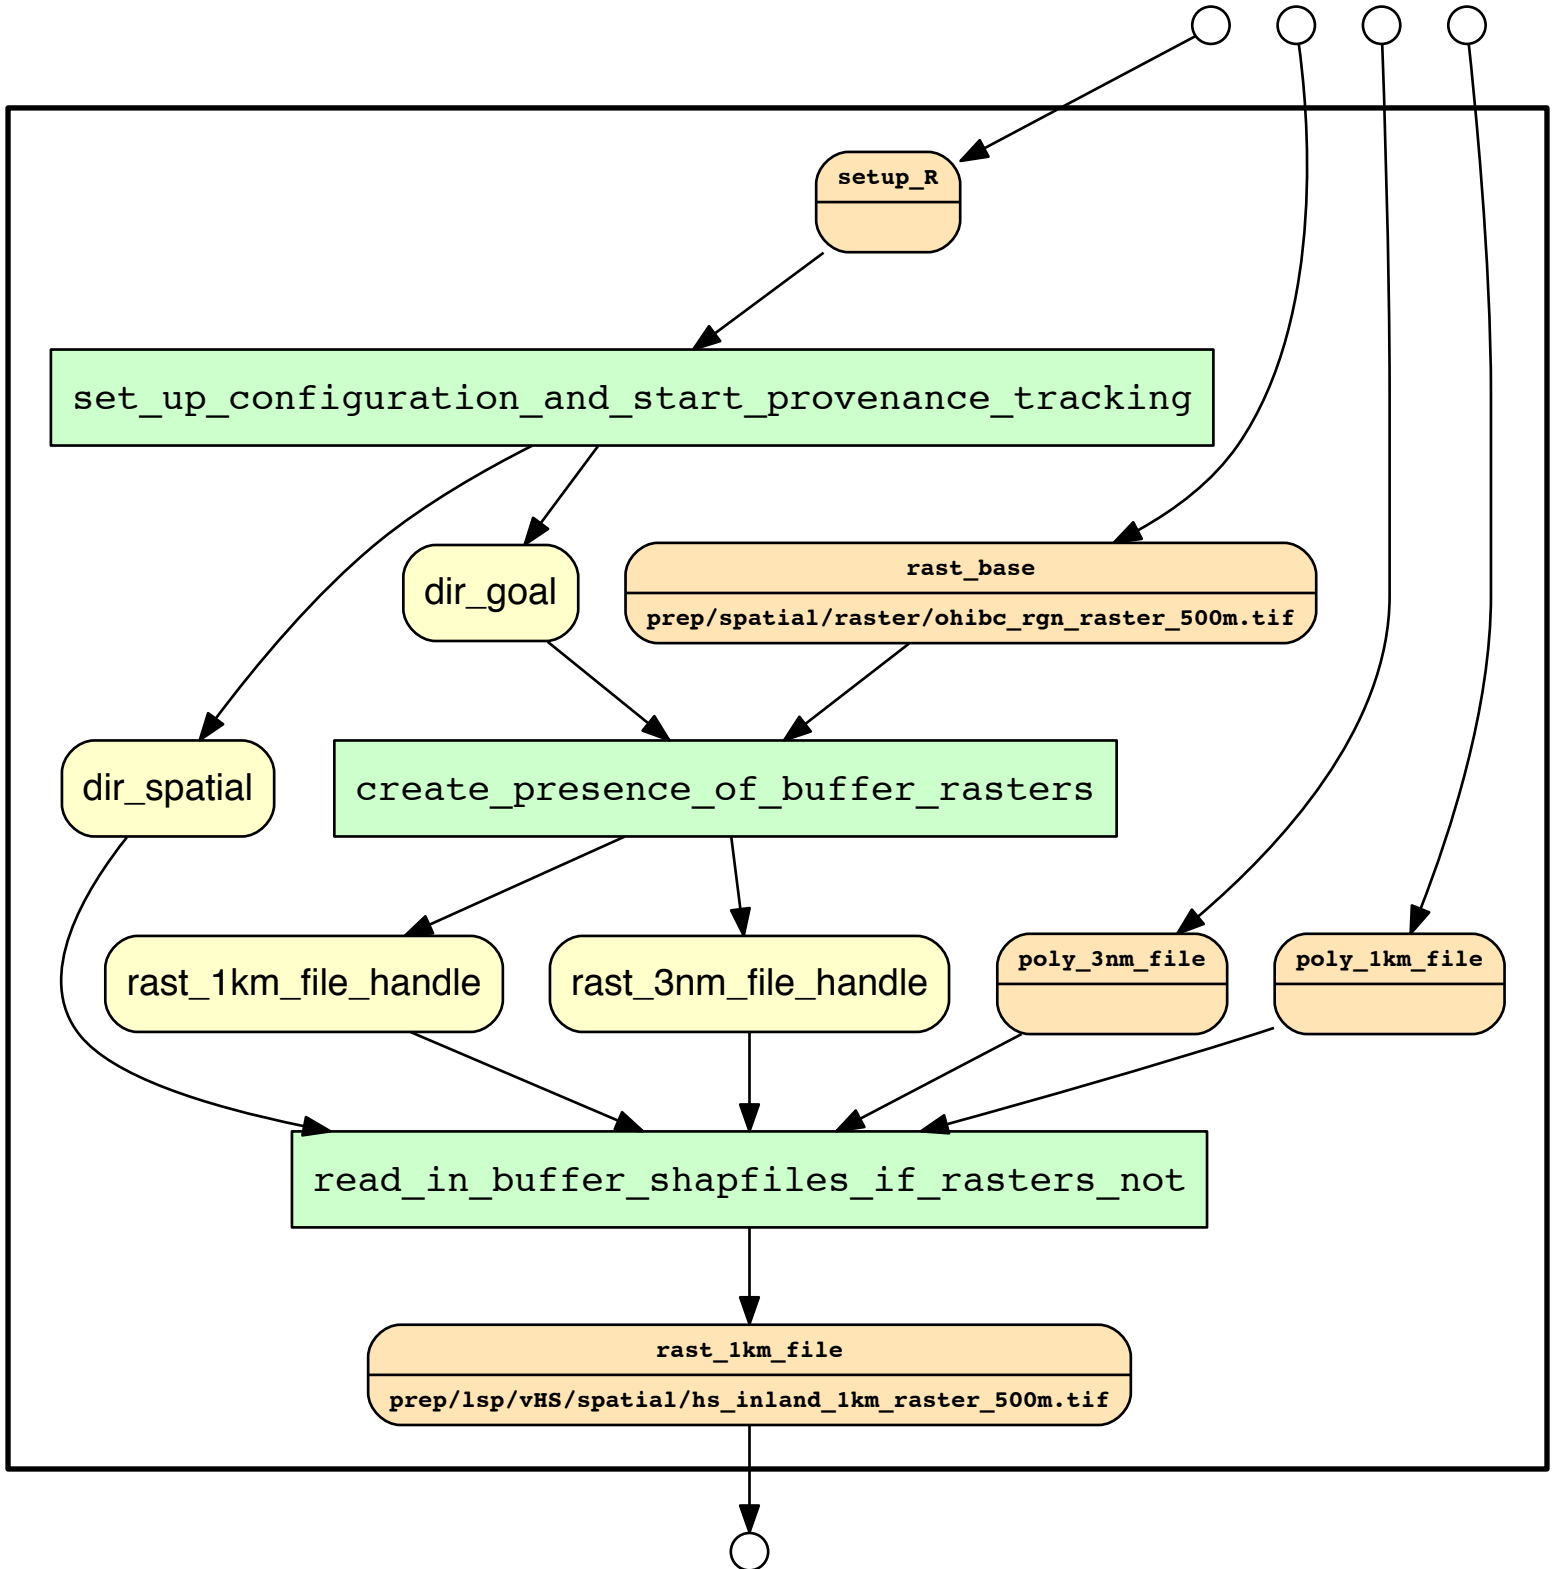 setup_R
set_up_configuration_and_start_provenance_tracking
dir_goal
rast_base
prep/spatial/raster/ohibc_rgn_raster_500m.tif
dir_spatial
create_presence_of_buffer_rasters
rast_1km_file_handle
rast_3nm_file_handle
poly_3nm_file
poly_1km_file
read_in_buffer_shapfiles_if_rasters_not
rast_1km_file
prep/lsp/vHS/spatial/hs_inland_1km_raster_500m.tif